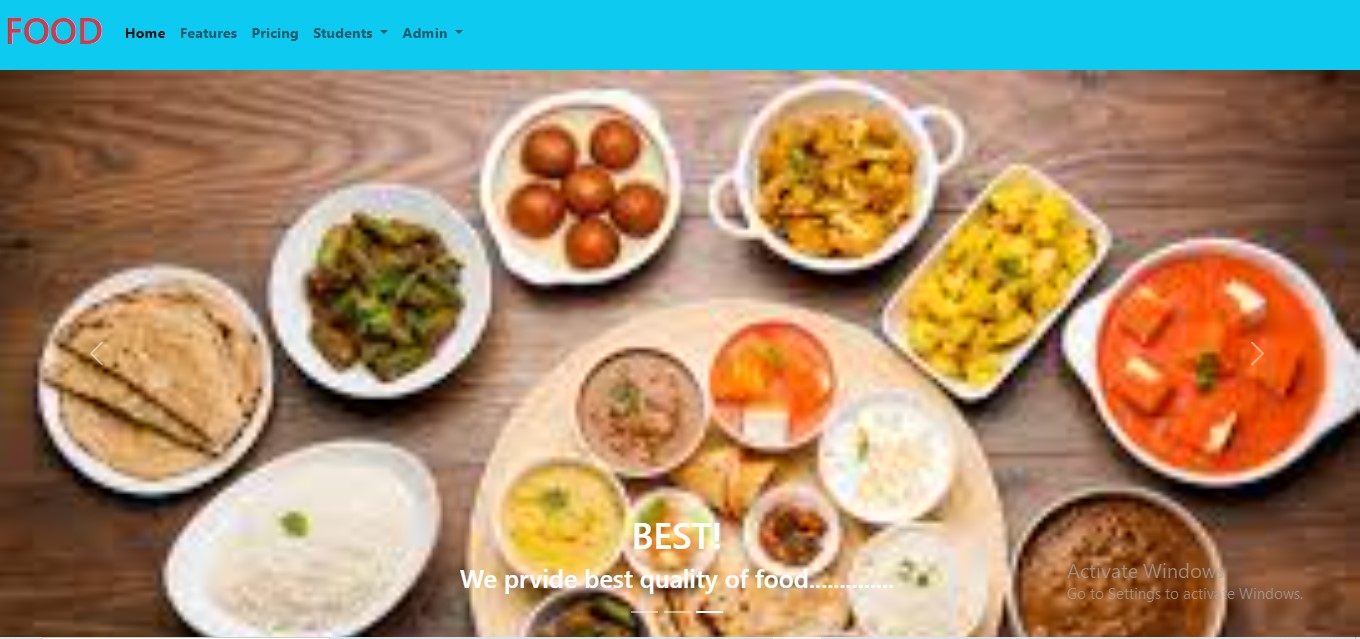 FOOD Home Features Pricing Students Admin
BEST!
We prvide best quality of food..............
Activate Window
Go to Settings to activate Windows.